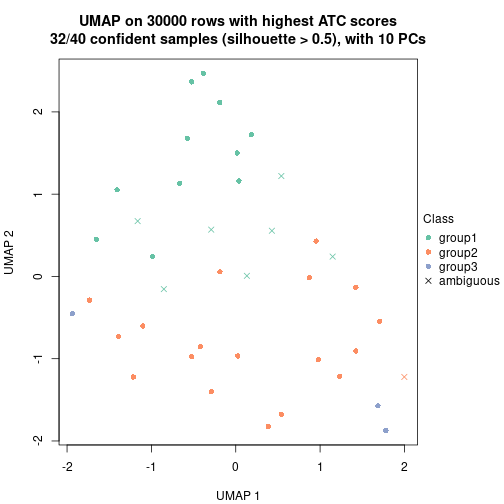 UMAP on 30000 rows with highest ATC scores
32/40 confident samples (silhouette > 0.5), with 10 PCs
2
1
0
-1
-2
UMAP 2
-2
-1
0
1
2
UMAP 1
Class
group1
group2
group3
ambiguous